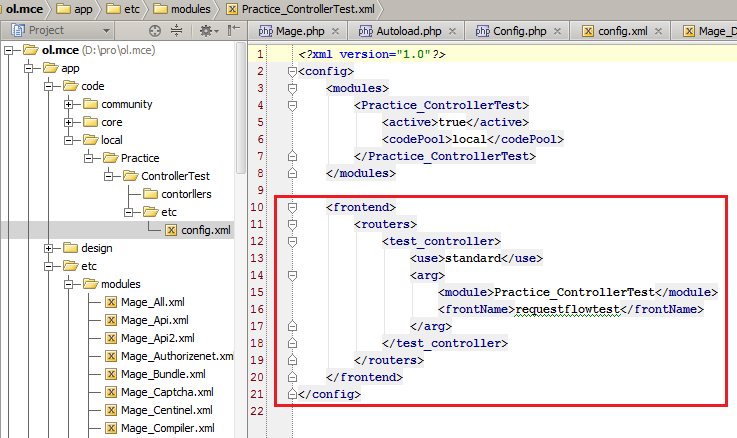 ol.mce app etc modules Practice_ControllerTest.xml
Project
Mage.php Autoload.php Config.php config.xml Mage_D
ol.mce (D:\pro\ol.mce)
app
code
community
core
local
Practice
ControllerTest
contorllers
etc
config.xml
design
etc
modules
Mage_All.xml
Mage_Api.xml
Mage_Api2.xml
Mage_Authorizenet.xm
Mage_Bundle.xml
Mage_Captcha.xml
Mage_Centinel.xml
Mage_Compiler.xml
1 <?xml version="1.0"?>
2 <config>
3 <modules>
4 <Practice_ControllerTest>
5 <active>true</active>
6 <codePool>local</codePool>
7 </Practice_ControllerTest>
8 </modules>
9
10 <frontend>
11 <routers>
12 <test_controller>
13 <use>standard</use>
14 <arg>
15 <module>Practice_ControllerTest</module>
16 <frontName>requestflowtest</frontName>
17 </arg>
18 </test_controller>
19 </routers>
20 </frontend>
21 </config>
22